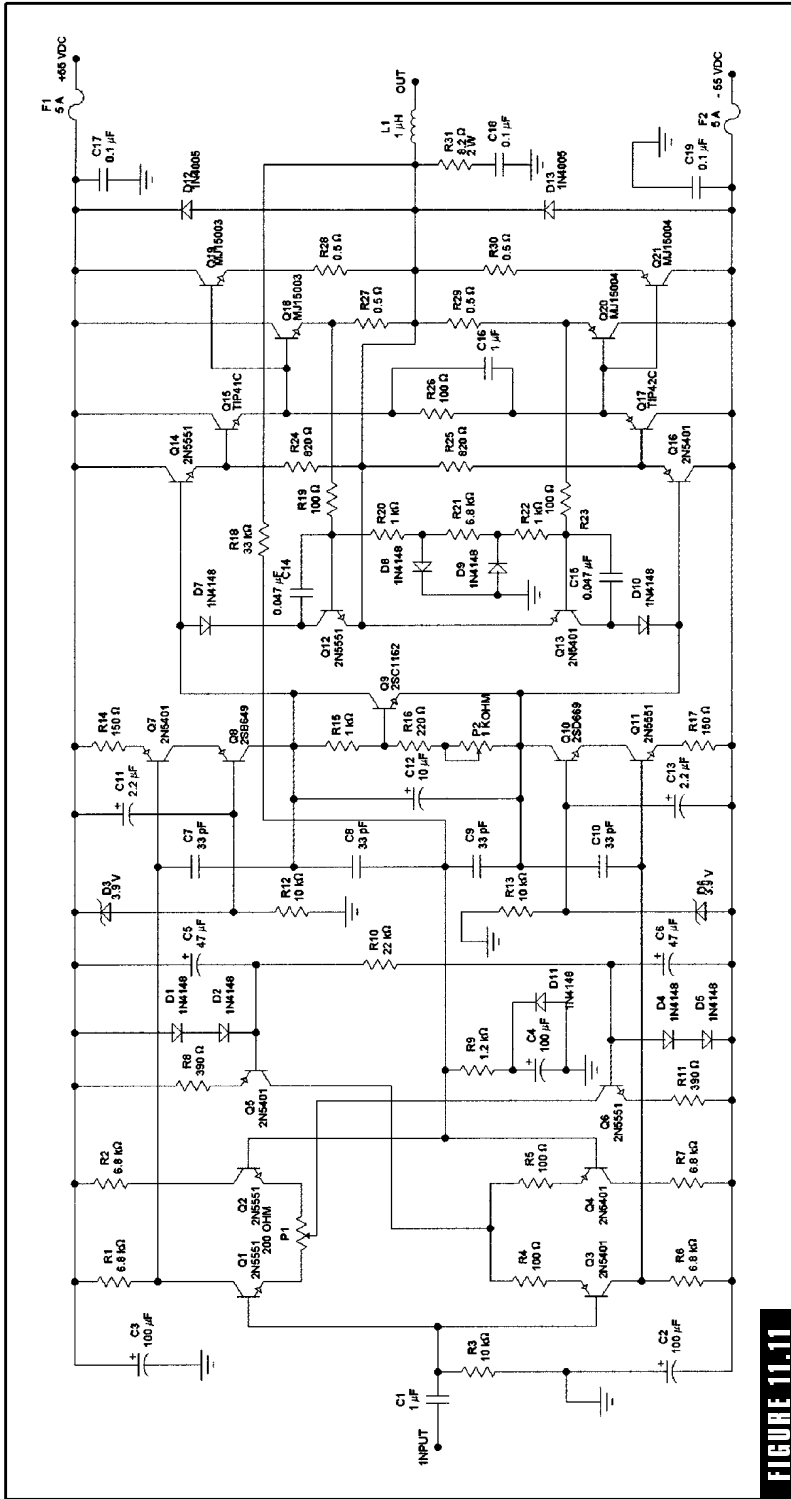 F1
5 A
+65 VDC
C17
0.1 µF
D12
1N4005
Q19
MJ15003
R28
0.5 Ω
Q18
MJ15003
R27
0.5 Ω
Q15
TIP41C
Q14
2N5551
R24
820 Ω
R19
100 Ω
R18
33 kΩ
D7
1N4148
C14
0.047 µF
Q12
2N5551
R20
1 kΩ
D8
1N4148
R21
6.8 kΩ
D9
1N4148
R22
1 kΩ
R23
100 Ω
C15
0.047 µF
Q13
2N5401
D10
1N4148
R25
820 Ω
R26
100 Ω
C16
1 µF
R29
0.5 Ω
R30
0.5 Ω
Q17
TIP42C
Q16
2N5401
Q20
MJ15004
Q21
MJ15004
D13
1N4005
L1
1 µH
OUT
R31
8.2 Ω
2 W
C18
0.1 µF
C19
0.1 µF
F2
5 A
- 65 VDC
R14
150 Ω
Q7
2N5401
Q8
2SB649
C11
2.2 µF
C7
33 pF
D3
3.9 V
R12
10 kΩ
C8
33 pF
R15
1 kΩ
Q9
2SC1162
R16
220 Ω
P2
1 KOHM
C12
10 µF
C9
33 pF
C10
33 pF
Q10
2SD669
Q11
2N5551
R17
150 Ω
C13
2.2 µF
R13
10 kΩ
D6
3.9 V
C5
47 µF
D1
1N4148
D2
1N4148
R8
390 Ω
Q5
2N5401
R10
22 kΩ
R9
1.2 kΩ
D11
1N4148
C4
100 µF
C6
47 µF
D4
1N4148
D5
1N4148
Q6
2N5551
R11
390 Ω
R2
6.8 kΩ
R1
6.8 kΩ
Q2
2N5551
200 OHM
P1
Q1
2N5551
R5
100 Ω
R4
100 Ω
Q4
2N5401
Q3
2N5401
R7
6.8 kΩ
R6
6.8 kΩ
C3
100 µF
C1
1 µF
1NPUT
R3
10 kΩ
C2
100 µF
FIGURE 11.11